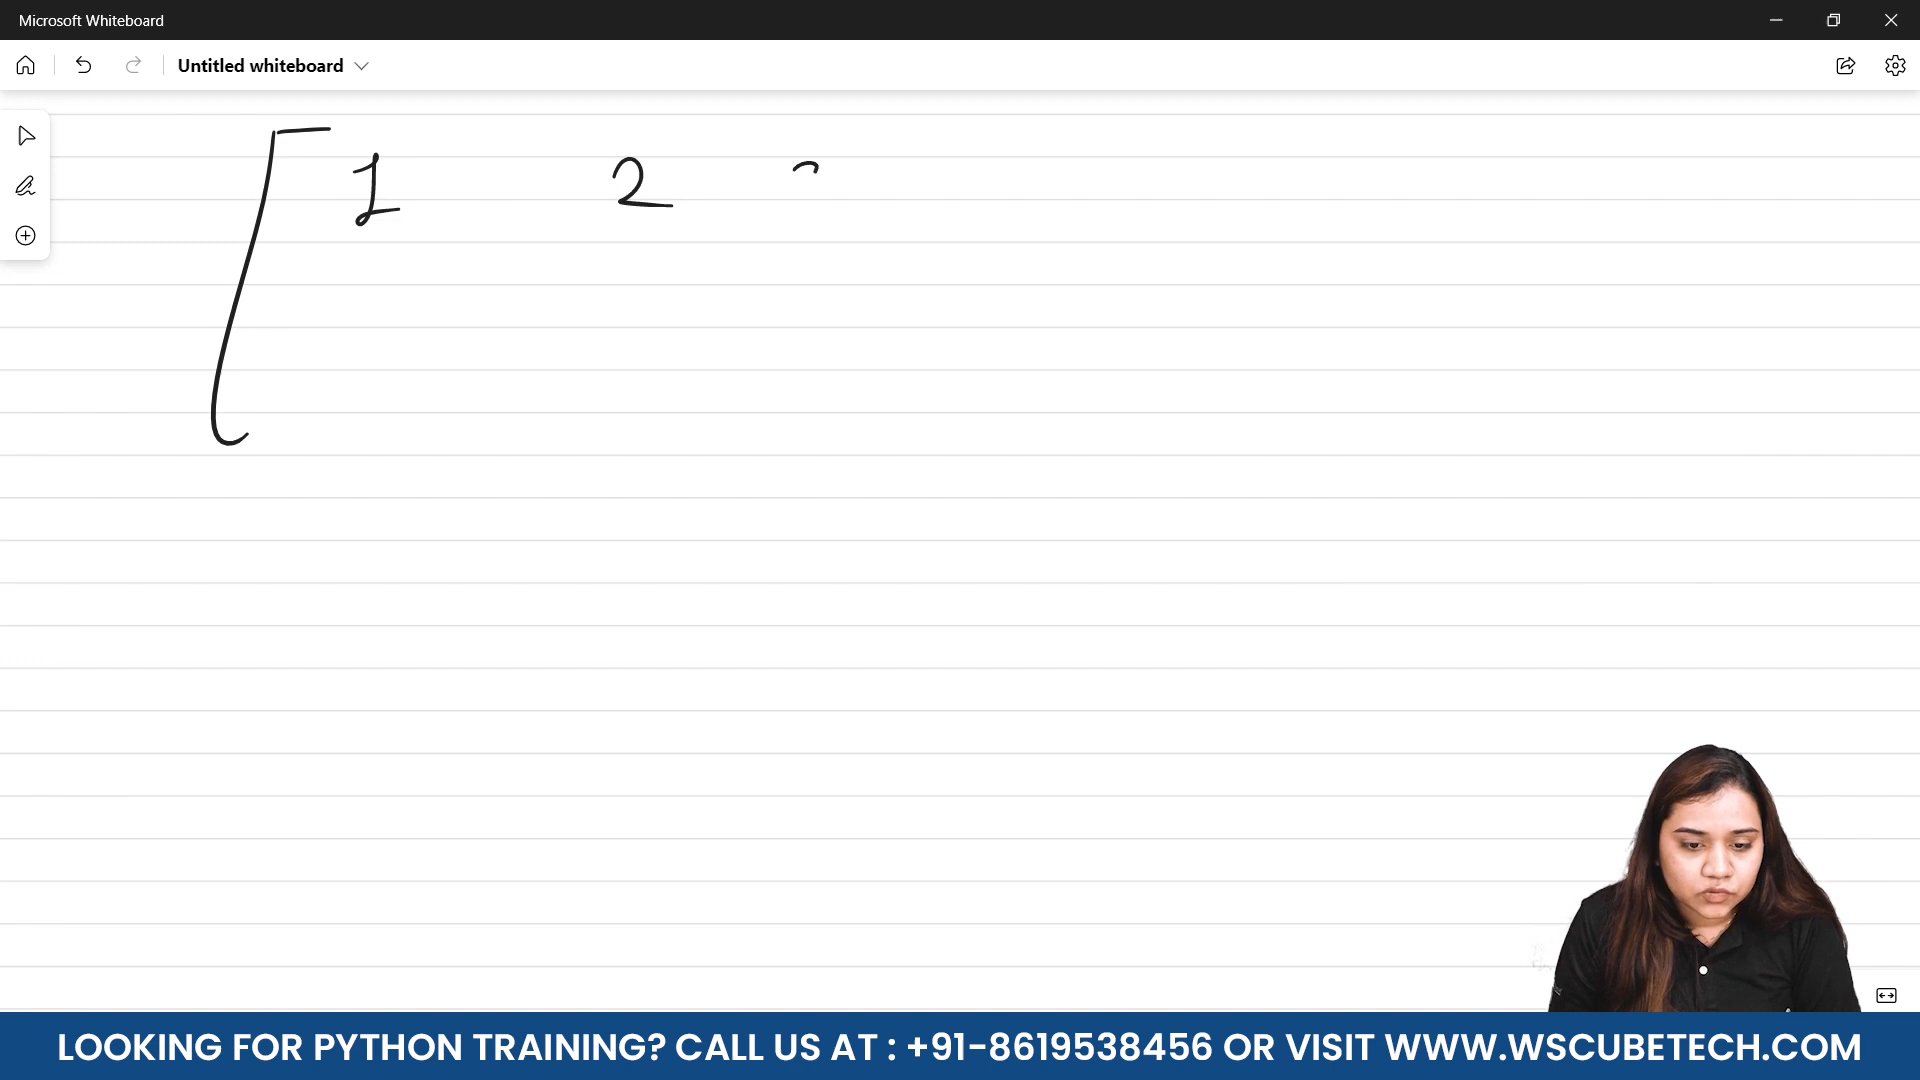 Microsoft Whiteboard
Untitled whiteboard
[ 1 2
LOOKING FOR PYTHON TRAINING? CALL US AT : +91-8619538456 OR VISIT WWW.WSCUBETECH.COM